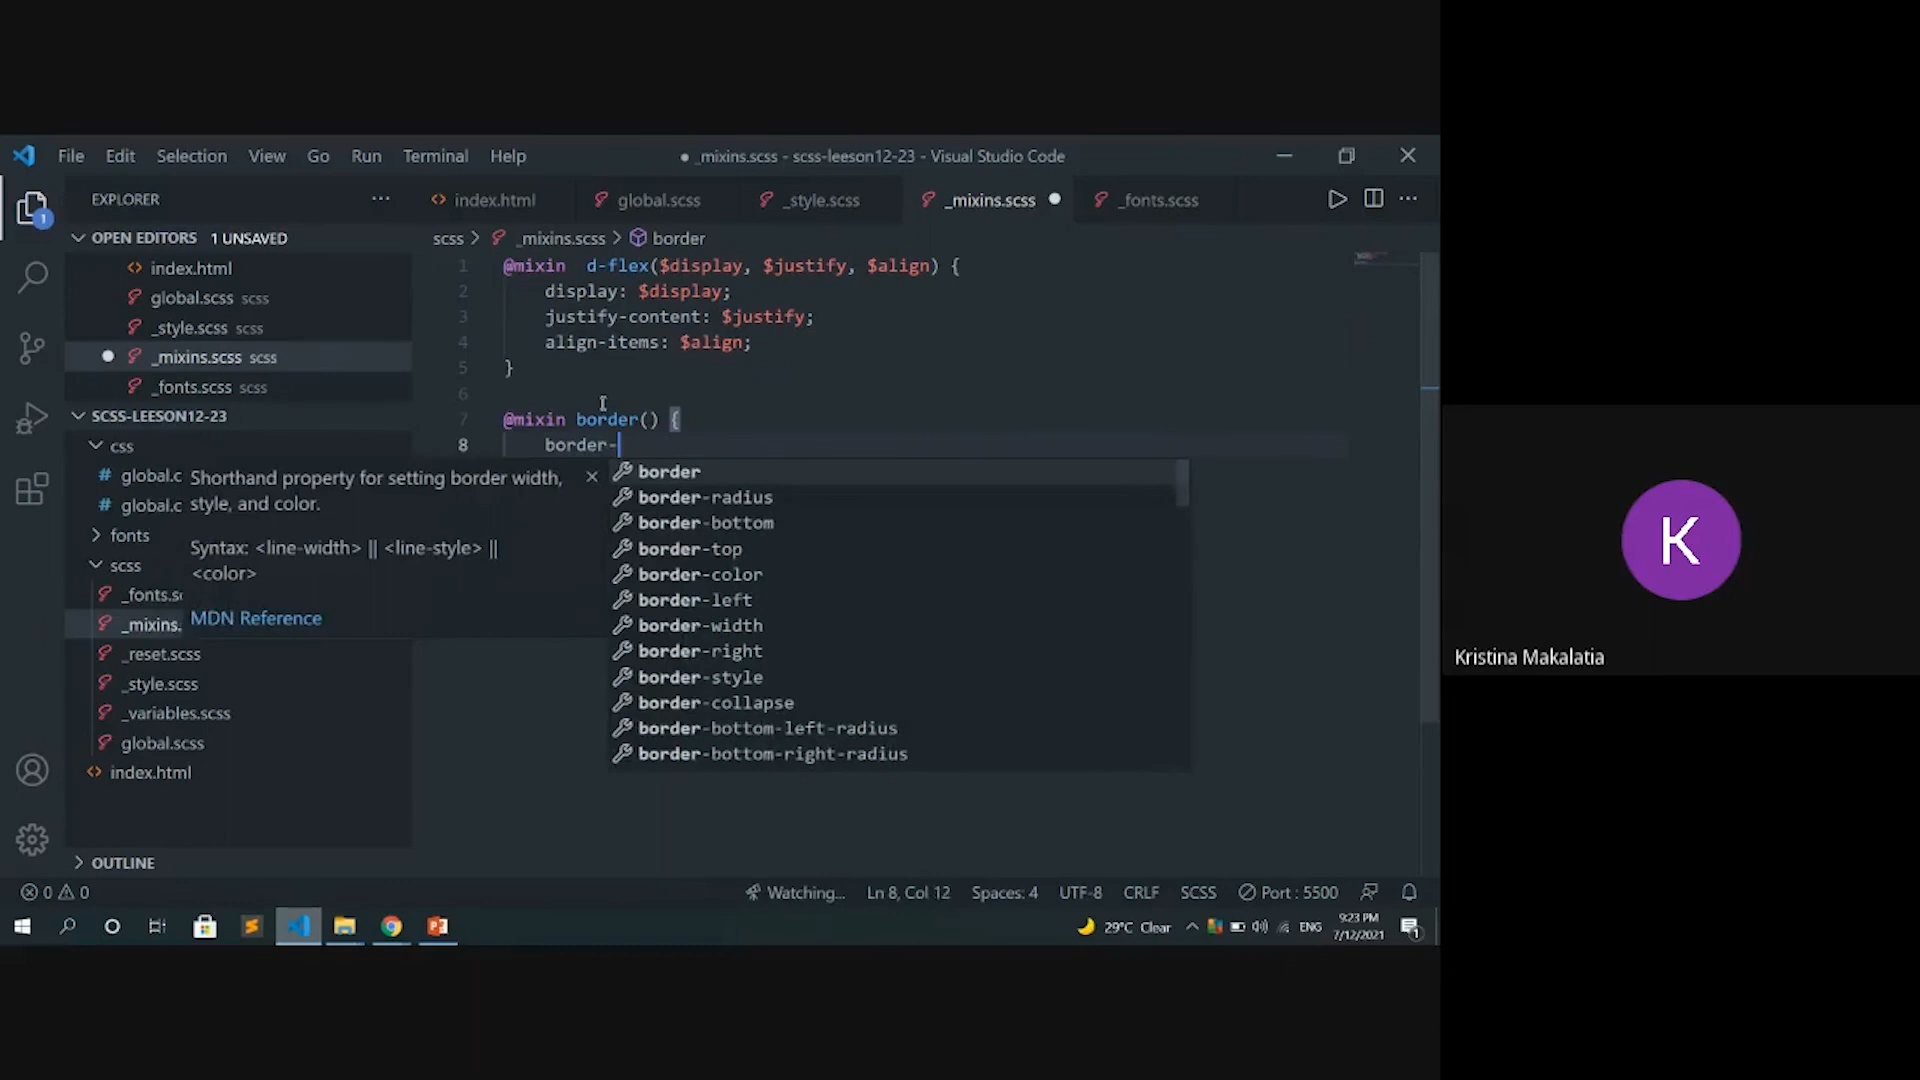 File Edit Selection View Go Run Terminal Help
● _mixins.scss - scss-leeson12-23 - Visual Studio Code
EXPLORER
index.html
global.scss
_style.scss
_mixins.scss
_fonts.scss
OPEN EDITORS 1 UNSAVED
index.html
global.scss scss
_style.scss scss
_mixins.scss scss
_fonts.scss scss
SCSS-LEESON12-23
css
global.c
global.c
fonts
scss
_fonts.sc
_mixins.
_reset.scss
_style.scss
_variables.scss
global.scss
index.html
OUTLINE
scss > _mixins.scss > border
1 @mixin  d-flex($display, $justify, $align) {
2 display: $display;
3 justify-content: $justify;
4 align-items: $align;
5 }
6
7 @mixin border() {
8 border-
Shorthand property for setting border width,
style, and color.
Syntax: <line-width> || <line-style> ||
<color>
MDN Reference
border
border-radius
border-bottom
border-top
border-color
border-left
border-width
border-right
border-style
border-collapse
border-bottom-left-radius
border-bottom-right-radius
0 0
Watching... Ln 8, Col 12 Spaces: 4 UTF-8 CRLF SCSS Port : 5500
29°C Clear ENG
9:23 PM
7/12/2021
1
1
K
Kristina Makalatia